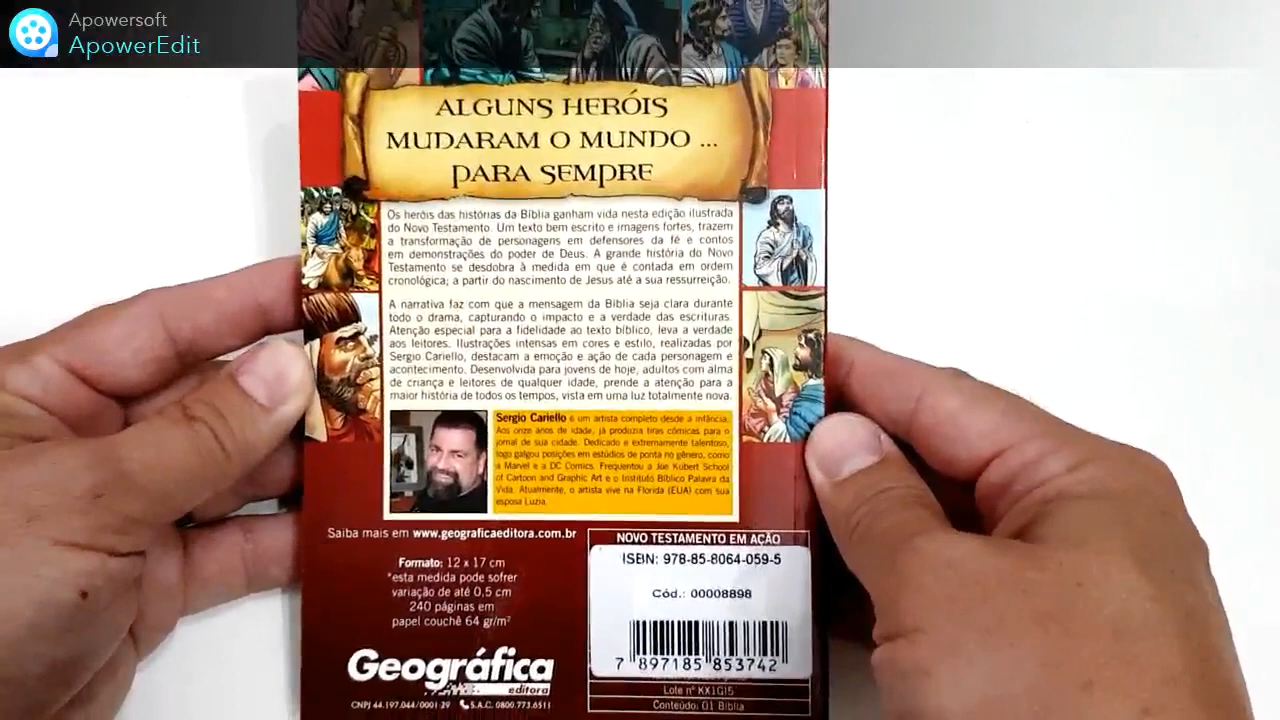 Apowersoft
ApowerEdit
ALGUNS HERÓIS
MUDARAM O MUNDO ...
PARA SEMPRE
Os heróis das histórias da Bíblia ganham vida nesta edição ilustrada
do Novo Testamento. Um texto bem escrito e imagens fortes, trazem
a transformação de personagens em defensores da fé e contos
em demonstrações do poder de Deus. A grande história do Novo
Testamento se desdobra à medida em que é contada em ordem
cronológica; a partir do nascimento de Jesus até a sua ressurreição.
A narrativa faz com que a mensagem da Bíblia seja clara durante
todo o drama, capturando o impacto e a verdade das escrituras.
Atenção especial para a fidelidade ao texto bíblico, leva a verdade
aos leitores. Ilustrações intensas em cores e estilo, realizadas por
Sergio Cariello, destacam a emoção e ação de cada personagem e
acontecimento. Desenvolvida para jovens de hoje, adultos com alma
de criança e leitores de qualquer idade, prende a atenção para a
maior história de todos os tempos, vista em uma luz totalmente nova.
Sergio Cariello é um artista completo desde a infância.
Aos onze anos de idade, já produzia tiras cômicas para o
jornal de sua cidade. Dedicado e extremamente talentoso,
logo galgou posições em estúdios de ponta no gênero, como
a Marvel e a DC Comics. Frequentou a Joe Kubert School
of Cartoon and Graphic Art e o Instituto Bíblico Palavra da
Vida. Atualmente, o artista vive na Florida (EUA) com sua
esposa Luzia.
Saiba mais em www.geograficaeditora.com.br
Formato: 12 x 17 cm
*esta medida pode sofrer
variação de até 0,5 cm
240 páginas em
papel couchê 64 gr/m²
Geográfica
editora
CNPJ 44.197.044/0001-29 S.A.C. 0800.773.6511
NOVO TESTAMENTO EM AÇÃO
ISBN: 978-85-8064-059-5
Cód.: 00008898
7 897185 853742
Lote nº KX1GI5
Conteúdo: 01 Bíblia